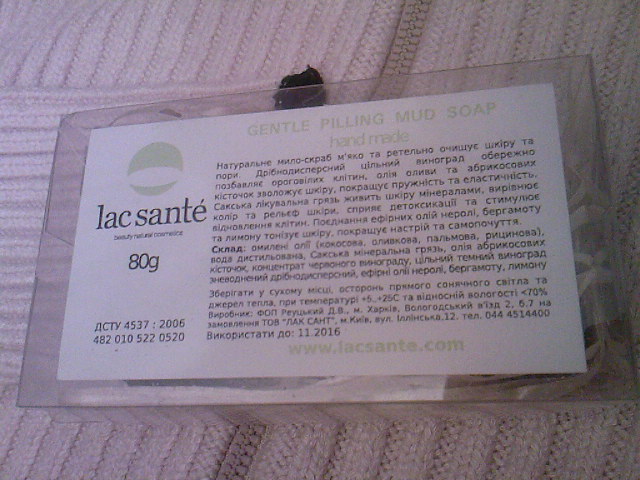 GENTLE PILLING MUD SOAP
hand made
Натуральне мило-скраб м'яко та ретельно очищує шкіру та
пори. Дрібнодисперсний цільний виноград обережно
позбавляє ороговілих клітин, олія оливи та абрикосових
кісточок зволожує шкіру, покращує пружність та еластичність.
Сакська лікувальна грязь живить шкіру мінералами, вирівнює
колір та рельєф шкіри, сприяє детоксикації та стимулює
відновлення клітин. Поєднання ефірних олій неролі, бергамоту
та лимону тонізує шкіру, покращує настрій та самопочуття.
Склад: омилені олії (кокосова, оливкова, пальмова, рицинова),
вода дистильована, Сакська мінеральна грязь, олія абрикосових
кісточок, концентрат червоного винограду, цільний темний виноград
зневоднений дрібнодисперсний, ефірні олії неролі, бергамоту, лимону
Зберігати у сухому місці, осторонь прямого сонячного світла та
джерел тепла, при температурі +5..+25С та відносній вологості <70%
Виробник: ФОП Реуцький Д.В., м. Харків, Вологодський в'їзд 2, б.7 на
замовлення ТОВ "ЛАК САНТ", м.Київ, вул. Іллінська,12. тел. 044 4514400
Використати до: 11.2016
www.lacsante.com
lac santé
beauty natural cosmetics
80g
ДСТУ 4537 : 2006
482 010 522 0520